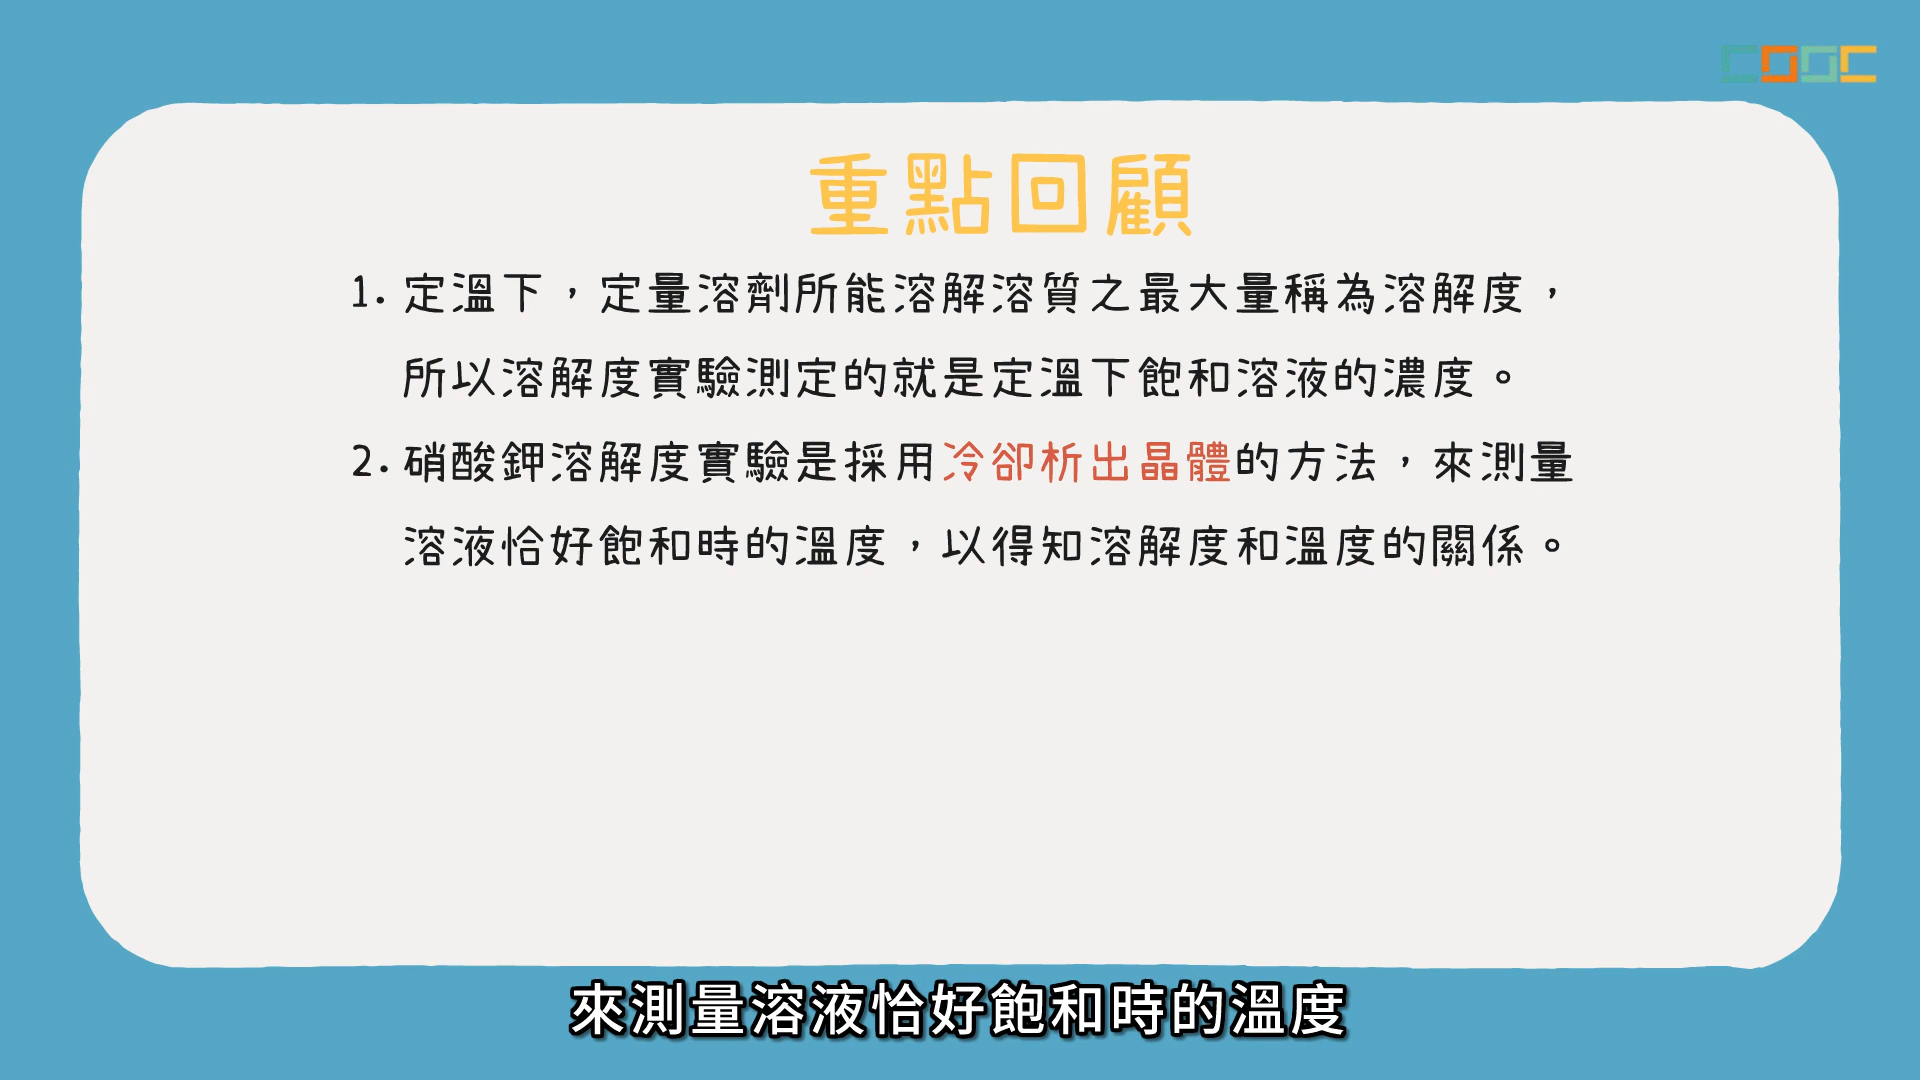 COOC
重點回顧
1. 定溫下，定量溶劑所能溶解溶質之最大量稱為溶解度，
所以溶解度實驗測定的就是定溫下飽和溶液的濃度。
2. 硝酸鉀溶解度實驗是採用冷卻析出晶體的方法，來測量
溶液恰好飽和時的溫度，以得知溶解度和溫度的關係。
來測量溶液恰好飽和時的溫度